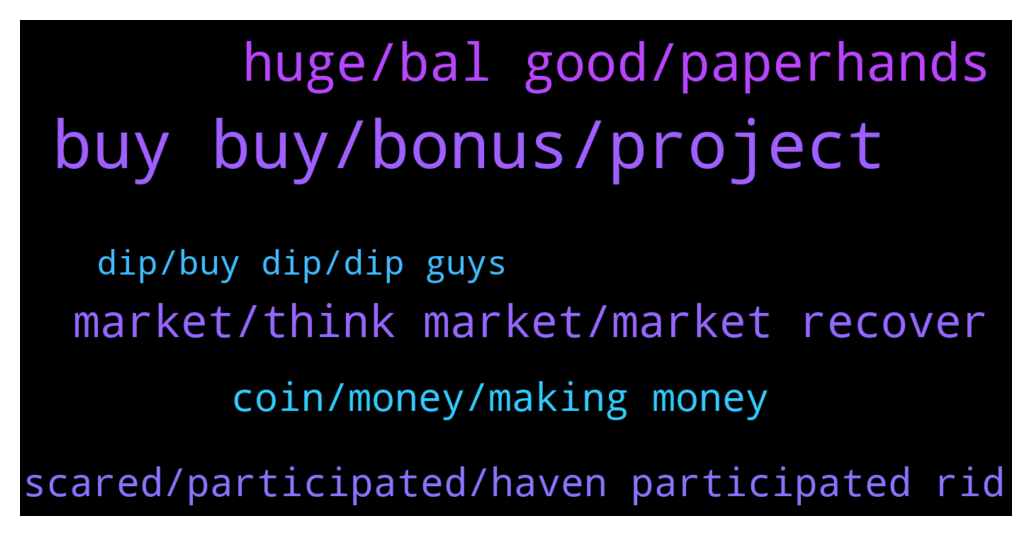 huge/bal good/paperhands
buy buy/bonus/project
dip/buy dip/dip guys
market/think market/market recover
coin/money/making money
scared/participated/haven participated rid